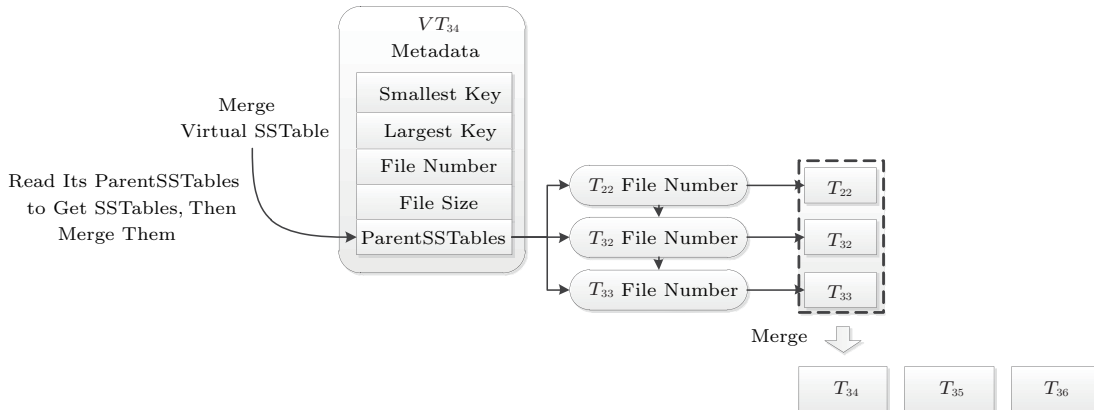 VT₃₄
Metadata
Smallest Key
Merge
Largest Key
Virtual SSTable
File Number
Read Its ParentSSTables
to Get SSTables, Then
Merge Them
File Size
ParentSSTables
T₂₂ File Number
T₂₂
T₃₂ File Number
T₃₂
T₃₃ File Number
T₃₃
Merge
T₃₄
T₃₅
T₃₆